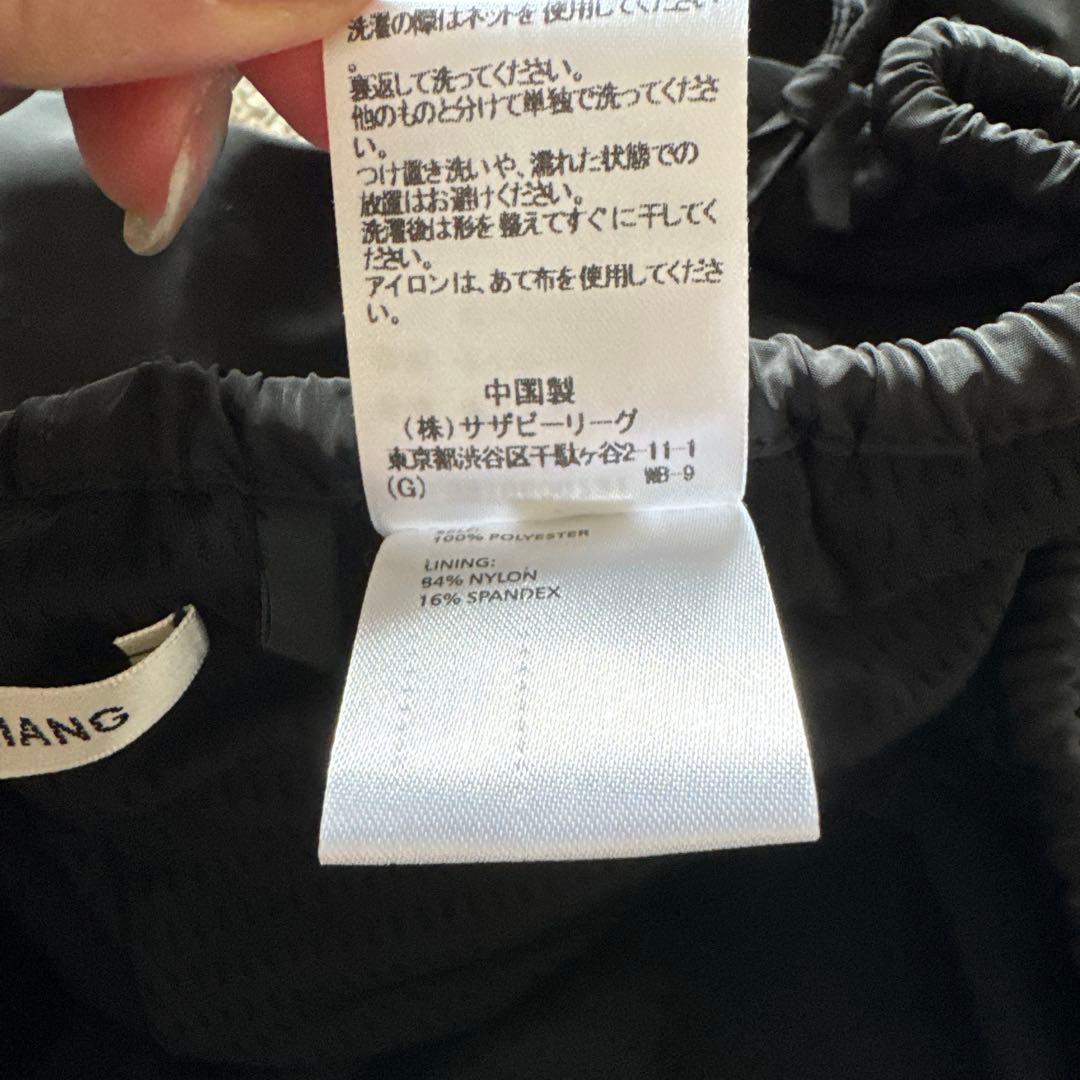 洗濯の際はネットを使用してください
。
裏返して洗ってください。
他のものと分けて単独で洗ってくださ
い。
つけ置き洗いや、濡れた状態での
放置はお避けください。
洗濯後は形を整えてすぐに干してく
ださい。
アイロンは、あて布を使用してくださ
い。
中国製
(株)サザビーリーグ
東京都渋谷区千駄ヶ谷2-11-1
(G) WB-9
100% POLYESTER
LINING:
84% NYLON
16% SPANDEX
IANG